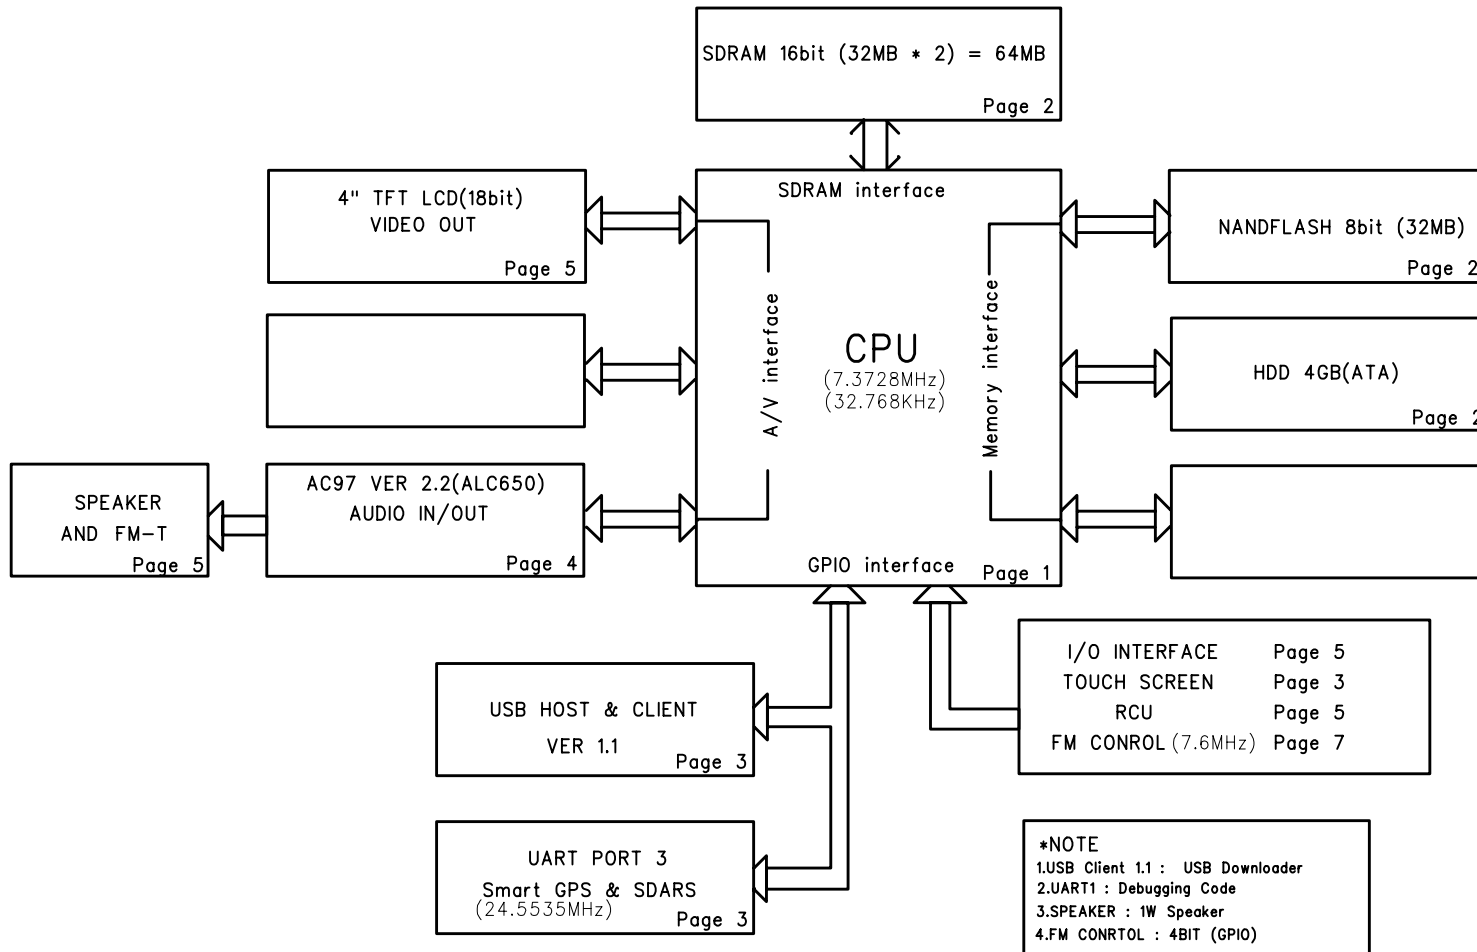 SDRAM 16bit (32MB * 2) = 64MB
Page 2
4" TFT LCD(18bit)
VIDEO OUT
Page 5
SDRAM interface
A/V interface
CPU
(7.3728MHz)
(32.768KHz)
Memory interface
GPIO interface
Page 1
NANDFLASH 8bit (32MB)
Page 2
HDD 4GB(ATA)
Page 2
SPEAKER
AND FM-T
Page 5
AC97 VER 2.2(ALC650)
AUDIO IN/OUT
Page 4
USB HOST & CLIENT
VER 1.1
Page 3
I/O INTERFACE Page 5
TOUCH SCREEN Page 3
RCU Page 5
FM CONROL (7.6MHz) Page 7
UART PORT 3
Smart GPS & SDARS
(24.5535MHz)
Page 3
*NOTE
1.USB Client 1.1 : USB Downloader
2.UART1 : Debugging Code
3.SPEAKER : 1W Speaker
4.FM CONRTOL : 4BIT (GPIO)